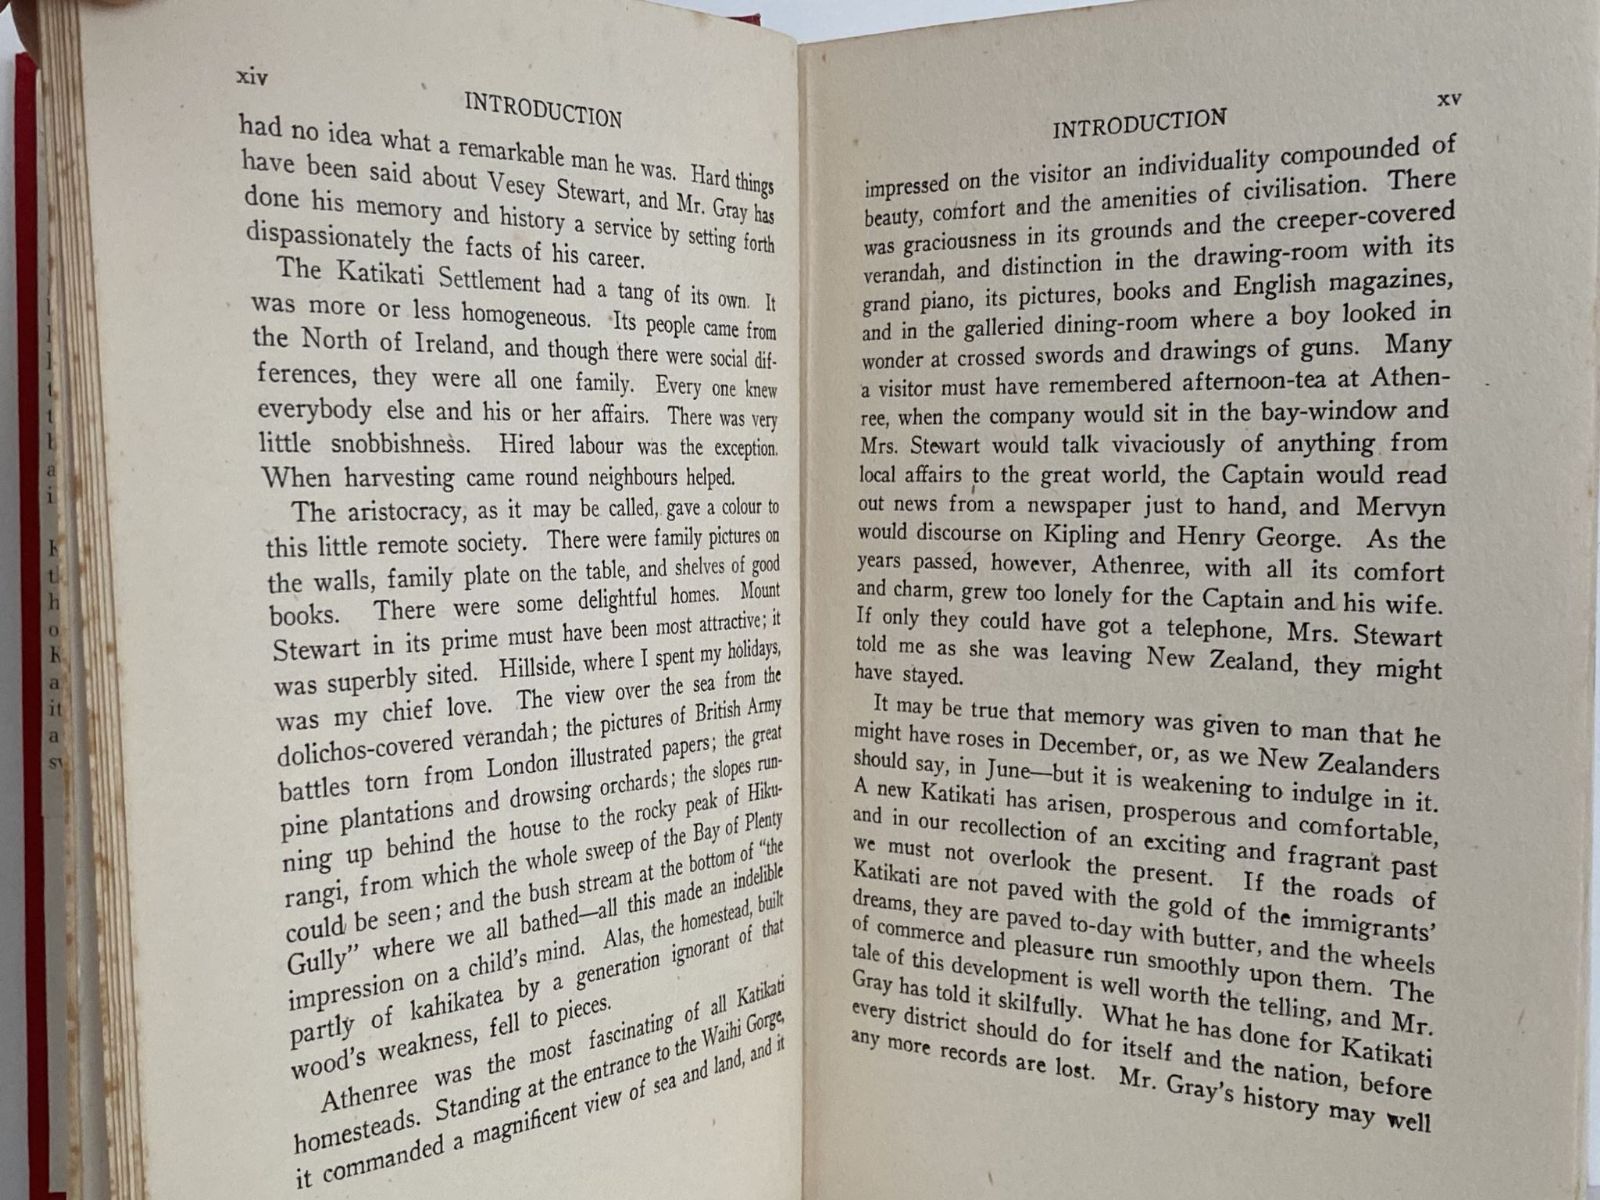 xiv
INTRODUCTION
had no idea what a remarkable man he was. Hard things
have been said about Vesey Stewart, and Mr. Gray has
done his memory and history a service by setting forth
dispassionately the facts of his career.
The Katikati Settlement had a tang of its own. It
was more or less homogeneous. Its people came from
the North of Ireland, and though there were social dif-
ferences, they were all one family. Every one knew
everybody else and his or her affairs. There was very
little snobbishness. Hired labour was the exception.
When harvesting came round neighbours helped.
The aristocracy, as it may be called, gave a colour to
this little remote society. There were family pictures on
the walls, family plate on the table, and shelves of good
books. There were some delightful homes. Mount
Stewart in its prime must have been most attractive; it
was superbly sited. Hillside, where I spent my holidays,
was my chief love. The view over the sea from the
dolichos-covered verandah; the pictures of British Army
battles torn from London illustrated papers; the great
pine plantations and drowsing orchards; the slopes run-
ning up behind the house to the rocky peak of Hiku-
rangi, from which the whole sweep of the Bay of Plenty
could be seen; and the bush stream at the bottom of "the
Gully" where we all bathed—all this made an indelible
impression on a child's mind. Alas, the homestead, built
partly of kahikatea by a generation ignorant of that
wood's weakness, fell to pieces.
Athenree was the most fascinating of all Katikati
homesteads. Standing at the entrance to the Waihi Gorge,
it commanded a magnificent view of sea and land, and it
xv
INTRODUCTION
impressed on the visitor an individuality compounded of
beauty, comfort and the amenities of civilisation. There
was graciousness in its grounds and the creeper-covered
verandah, and distinction in the drawing-room with its
grand piano, its pictures, books and English magazines,
and in the galleried dining-room where a boy looked in
wonder at crossed swords and drawings of guns. Many
a visitor must have remembered afternoon-tea at Athen-
ree, when the company would sit in the bay-window and
Mrs. Stewart would talk vivaciously of anything from
local affairs to the great world, the Captain would read
out news from a newspaper just to hand, and Mervyn
would discourse on Kipling and Henry George. As the
years passed, however, Athenree, with all its comfort
and charm, grew too lonely for the Captain and his wife.
If only they could have got a telephone, Mrs. Stewart
told me as she was leaving New Zealand, they might
have stayed.
It may be true that memory was given to man that he
might have roses in December, or, as we New Zealanders
should say, in June—but it is weakening to indulge in it.
A new Katikati has arisen, prosperous and comfortable,
and in our recollection of an exciting and fragrant past
we must not overlook the present. If the roads of
Katikati are not paved with the gold of the immigrants'
dreams, they are paved to-day with butter, and the wheels
of commerce and pleasure run smoothly upon them. The
tale of this development is well worth the telling, and Mr.
Gray has told it skilfully. What he has done for Katikati
every district should do for itself and the nation, before
any more records are lost. Mr. Gray's history may well